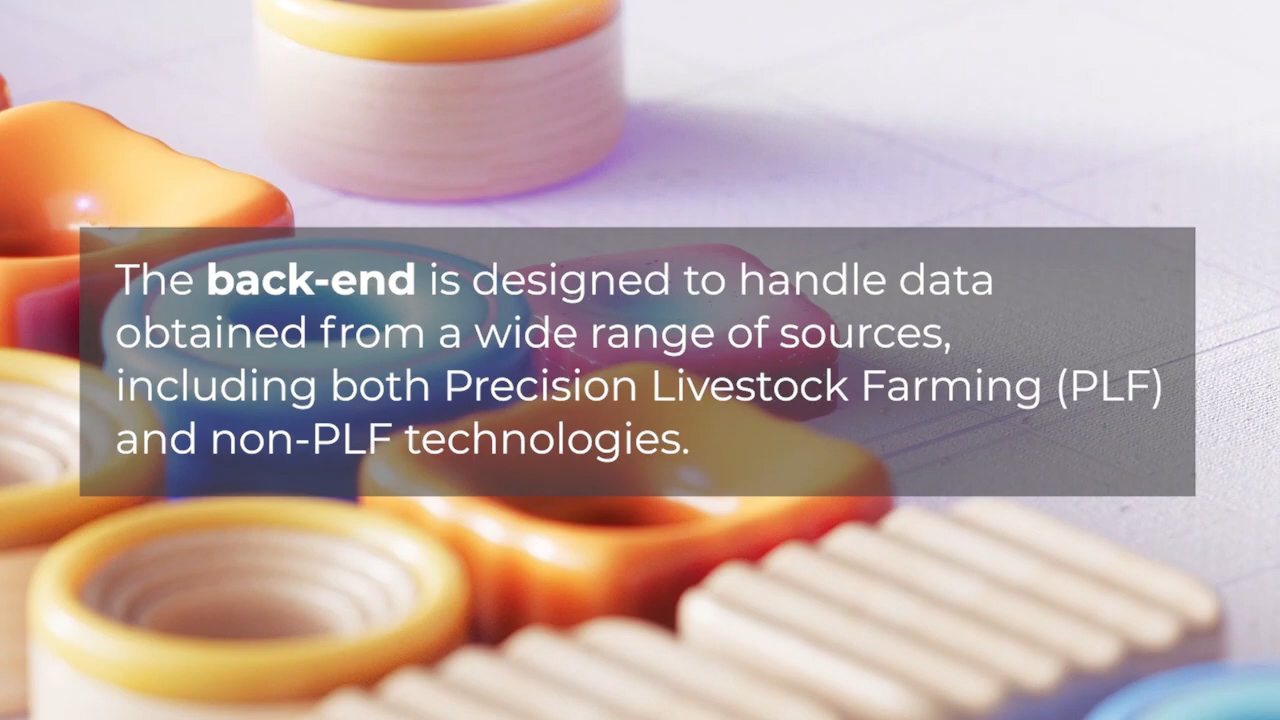 The back-end is designed to handle data
obtained from a wide range of sources,
including both Precision Livestock Farming (PLF)
and non-PLF technologies.